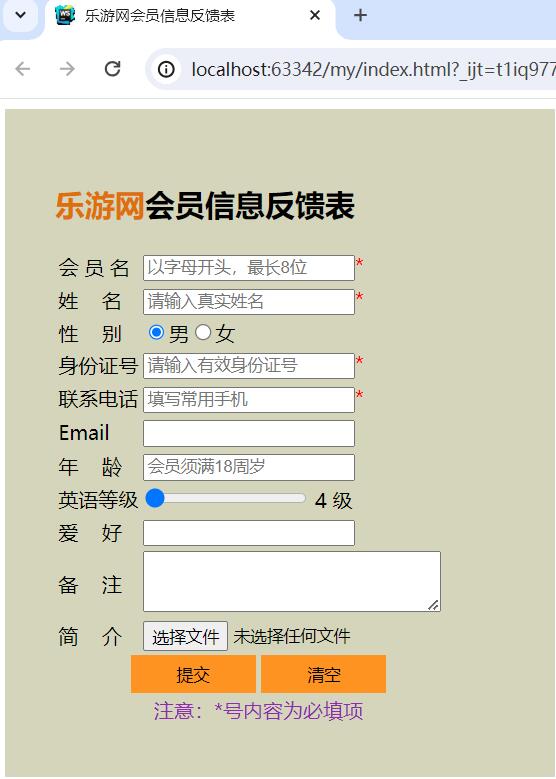 乐游网会员信息反馈表
localhost:63342/my/index.html?_ijt=t1iq977
乐游网会员信息反馈表
会 员 名 以字母开头，最长8位*
姓 名 请输入真实姓名*
性 别 男 女
身份证号 请输入有效身份证号*
联系电话 填写常用手机*
Email
年 龄 会员须满18周岁
英语等级 4 级
爱 好
备 注
简 介 选择文件 未选择任何文件
提交 清空
注意：*号内容为必填项